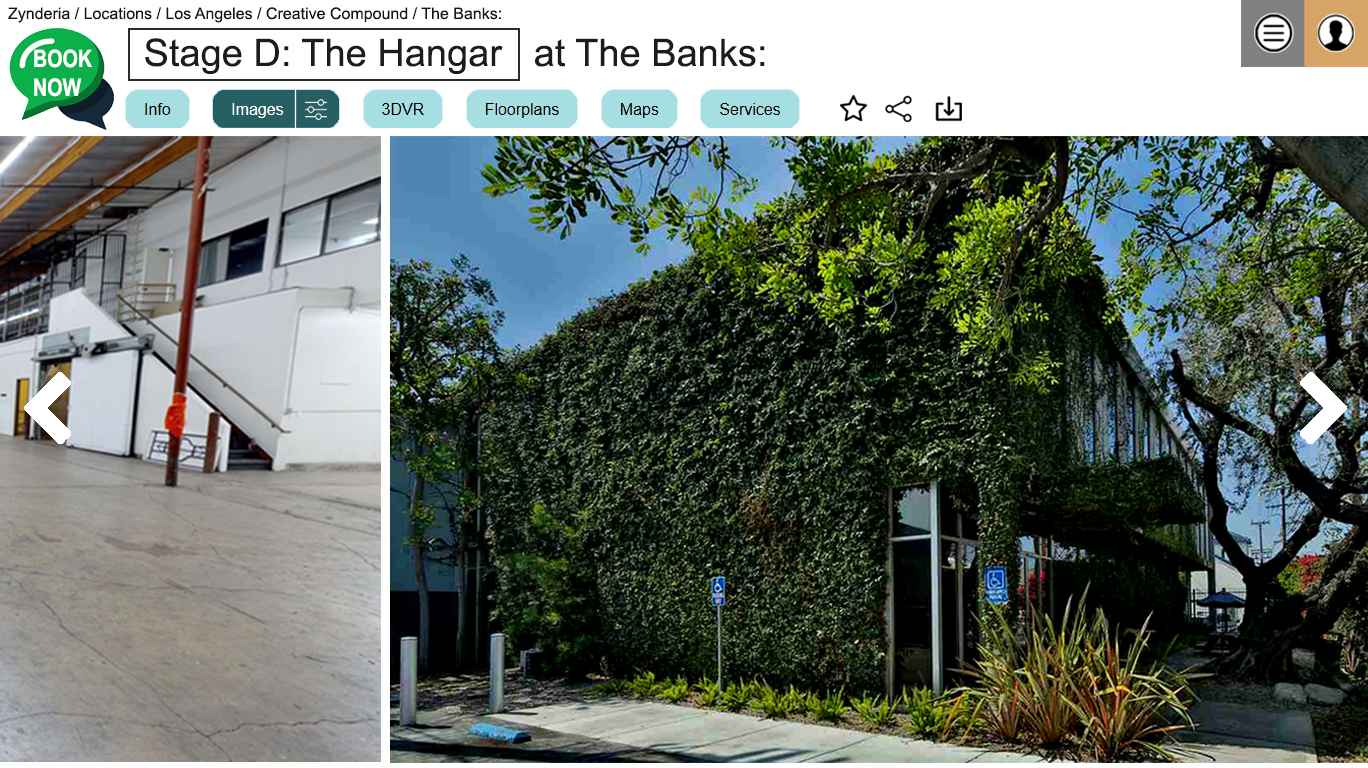 Zynderia / Locations / Los Angeles / Creative Compound / The Banks:
BOOK
NOW
Stage D: The Hangar at The Banks:
Info
Images
3DVR
Floorplans
Maps
Services